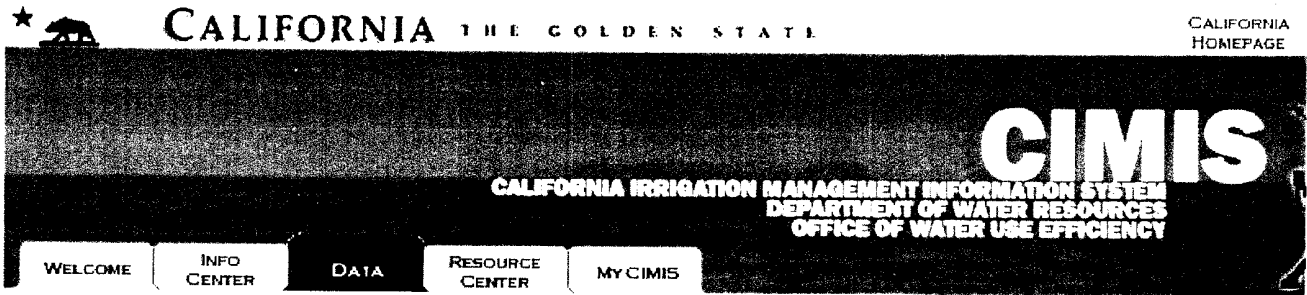 CALIFORNIA THE GOLDEN STATE
CALIFORNIA
HOMEPAGE
CIMIS
CALIFORNIA IRRIGATION MANAGEMENT INFORMATION SYSTEM
DEPARTMENT OF WATER RESOURCES
OFFICE OF WATER USE EFFICIENCY
WELCOME
INFO
CENTER
DATA
RESOURCE
CENTER
MY CIMIS